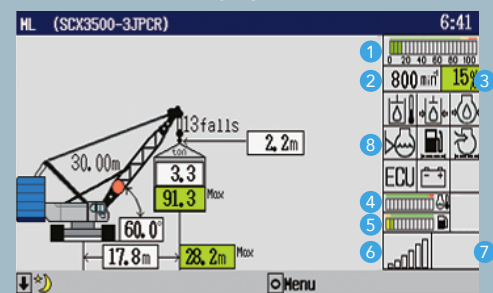 ML (SCX3500-3JPCR) 6:41
1
0 20 40 60 80 100
2 800 min⁻¹ 15% 3
13falls
2.2m
ton
3.3
30.00m
91.3 Max
60.0°
17.8m 28.2m Max
8
ECU
4
5
6 7
Menu